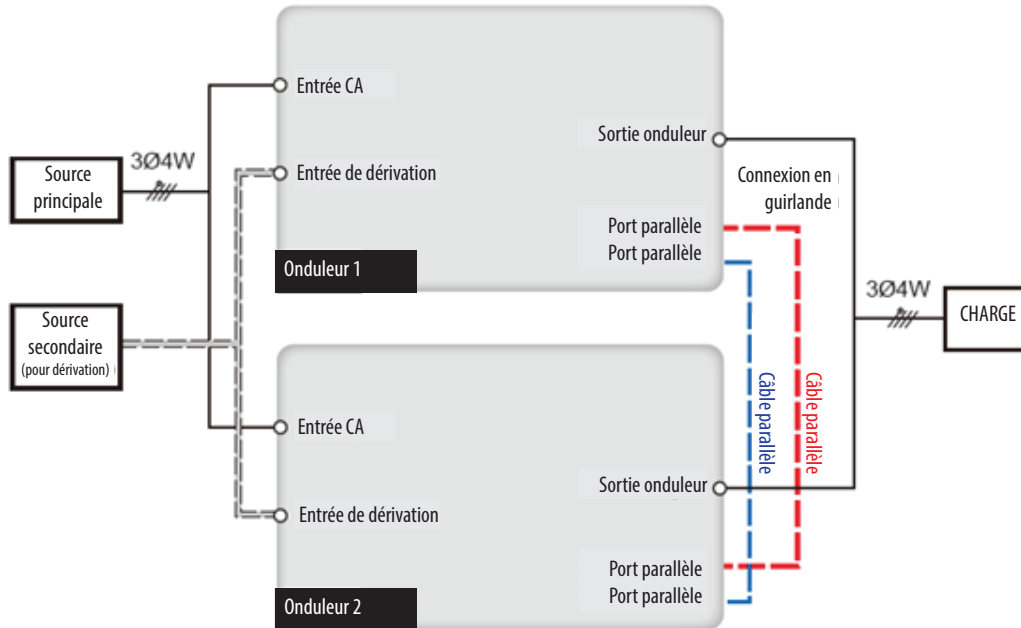 Entrée CA
Sortie onduleur
3Ø4W
Source
principale
Entrée de dérivation
Connexion en
guirlande
Port parallèle
Port parallèle
Onduleur 1
3Ø4W
CHARGE
Source
secondaire
(pour dérivation)
Câble parallèle
Câble parallèle
Entrée CA
Sortie onduleur
Entrée de dérivation
Port parallèle
Port parallèle
Onduleur 2